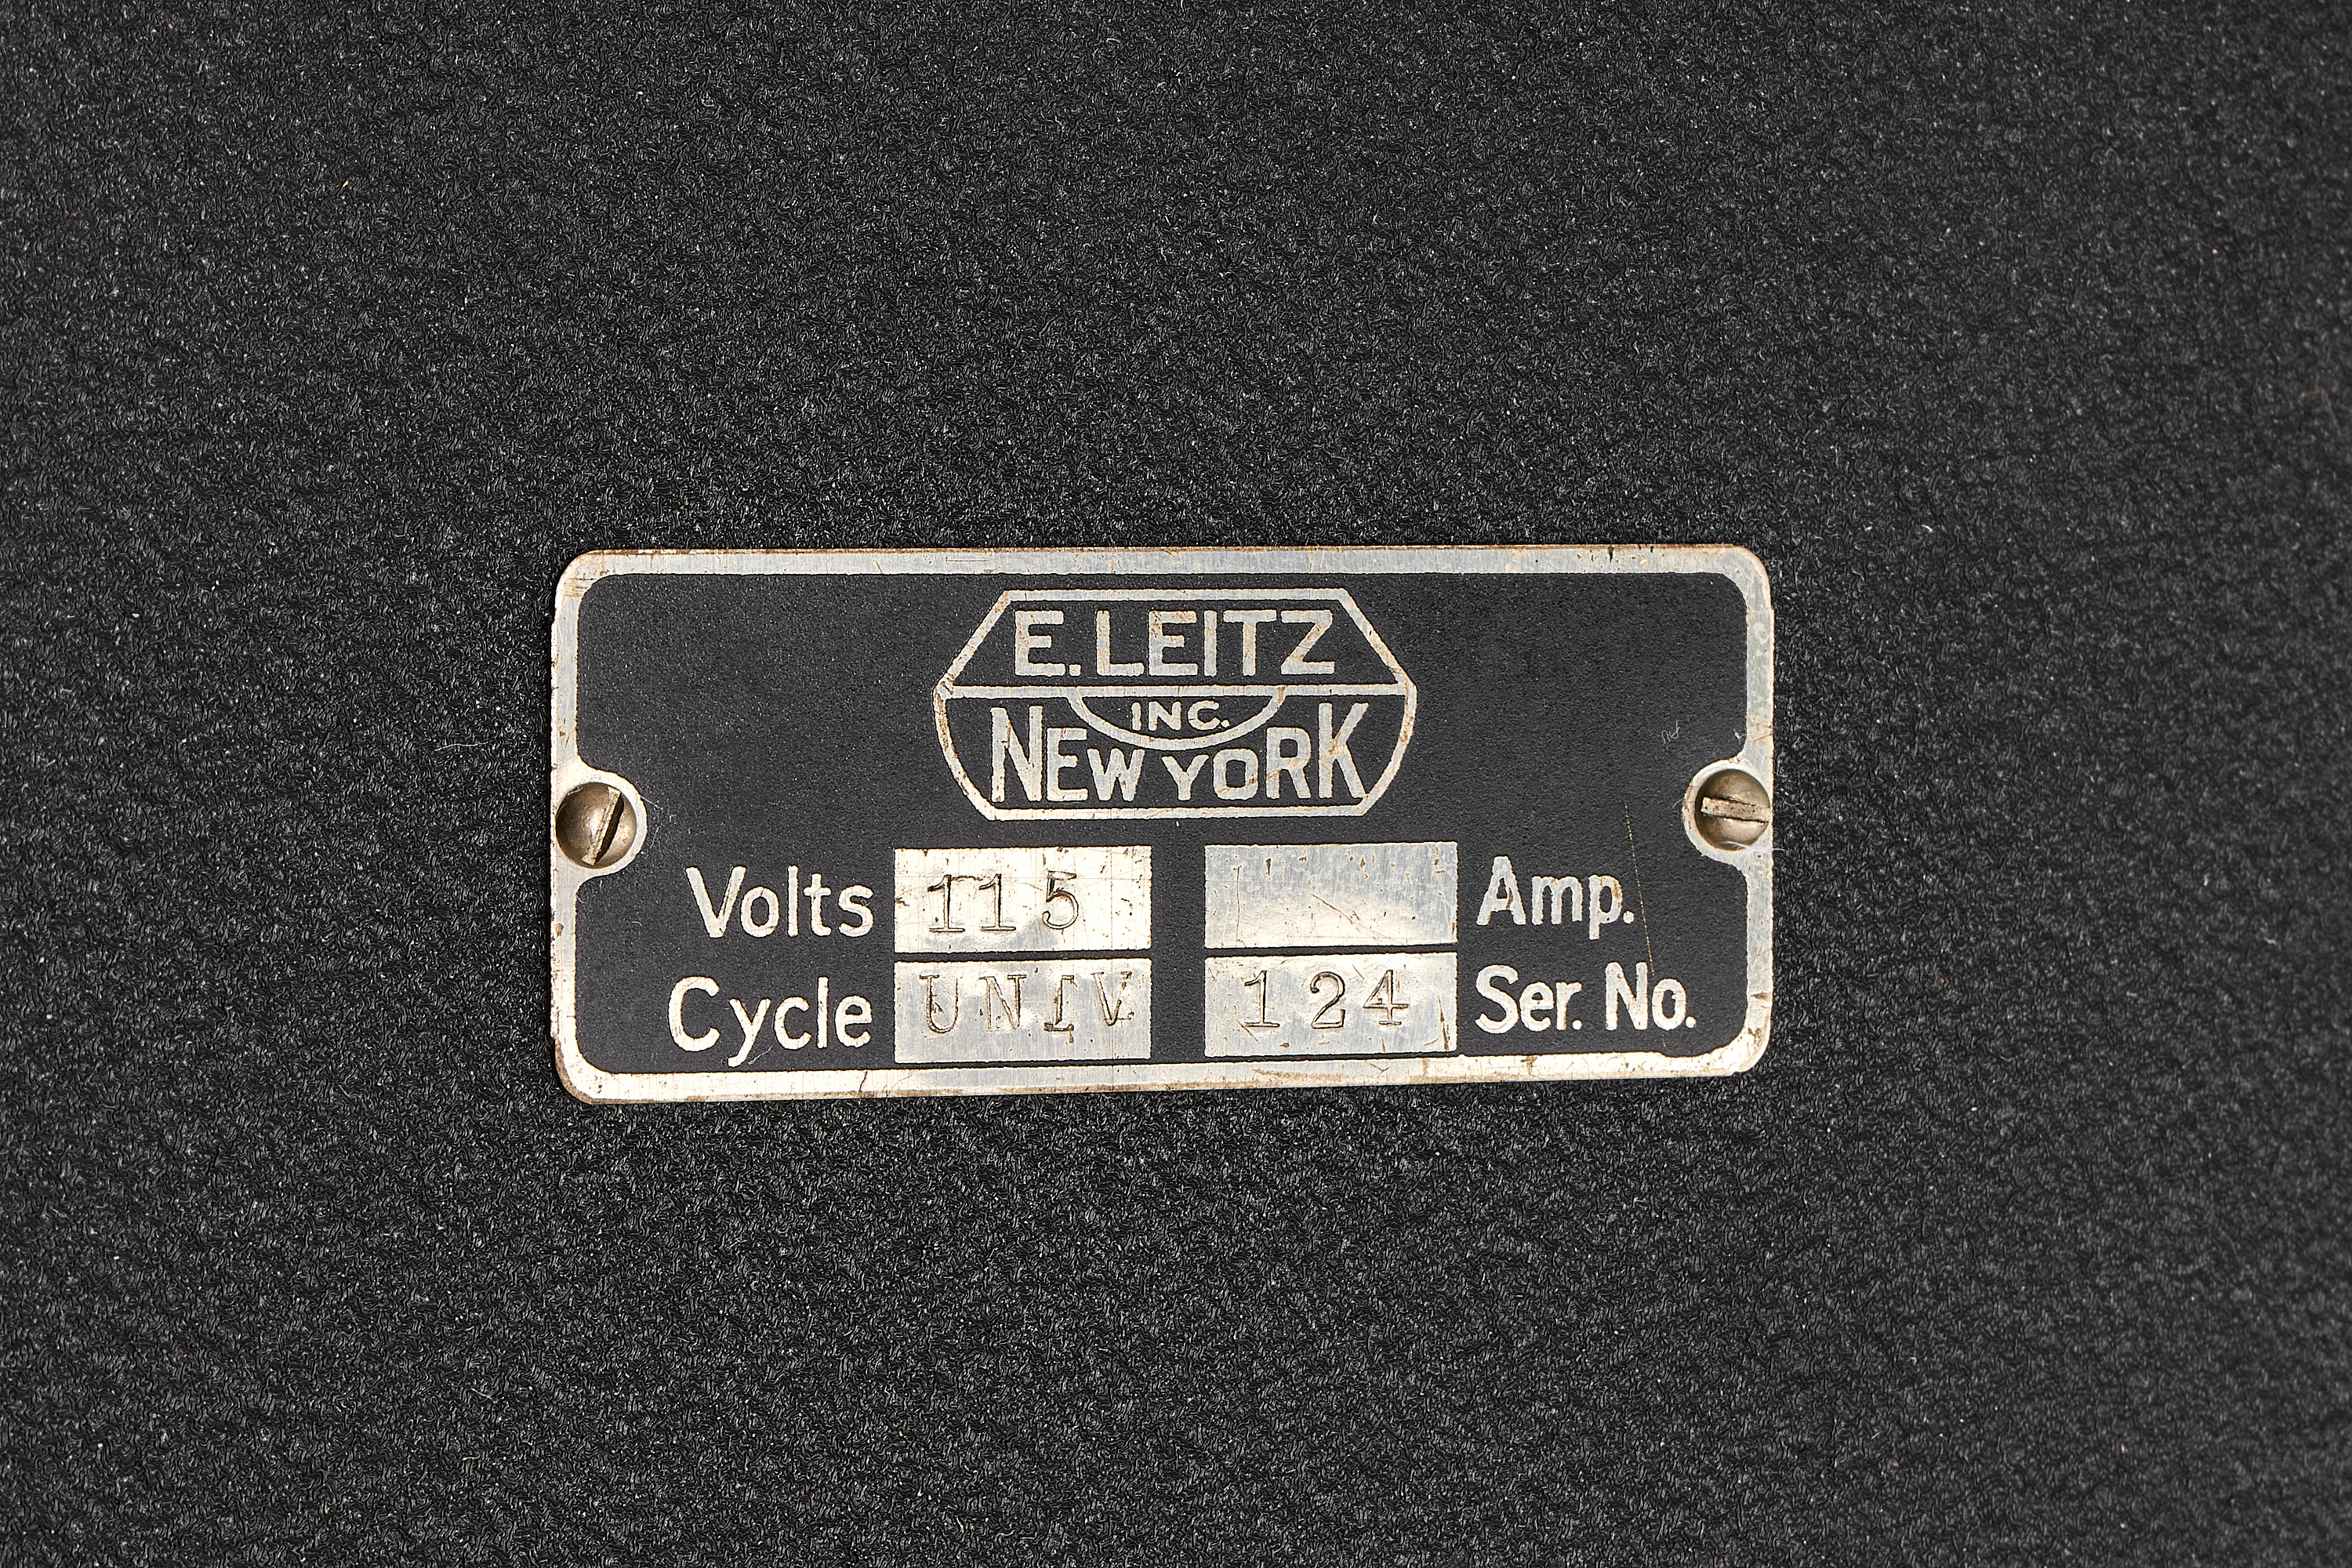 E. LEITZ
INC.
NEW YORK
Volts 115 Amp.
Cycle UNIV 124 Ser. No.